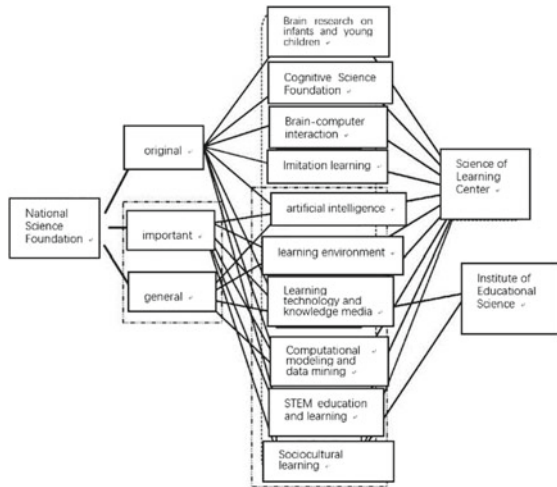 Brain research on
infants and young
children
Cognitive Science
Foundation
Brain-computer
interaction
original
Imitation learning
Science of
Learning
Center
artificial intelligence
National
Science
Foundation
important
learning environment
general
Learning
technology and
knowledge media
Institute of
Educational
Science
Computational
modeling and
data mining
STEM education
and learning
Sociocultural
learning